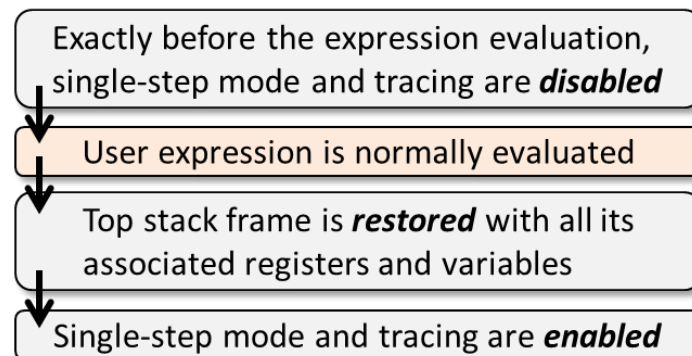 Exactly before the expression evaluation,
single-step mode and tracing are disabled
User expression is normally evaluated
Top stack frame is restored with all its
associated registers and variables
Single-step mode and tracing are enabled